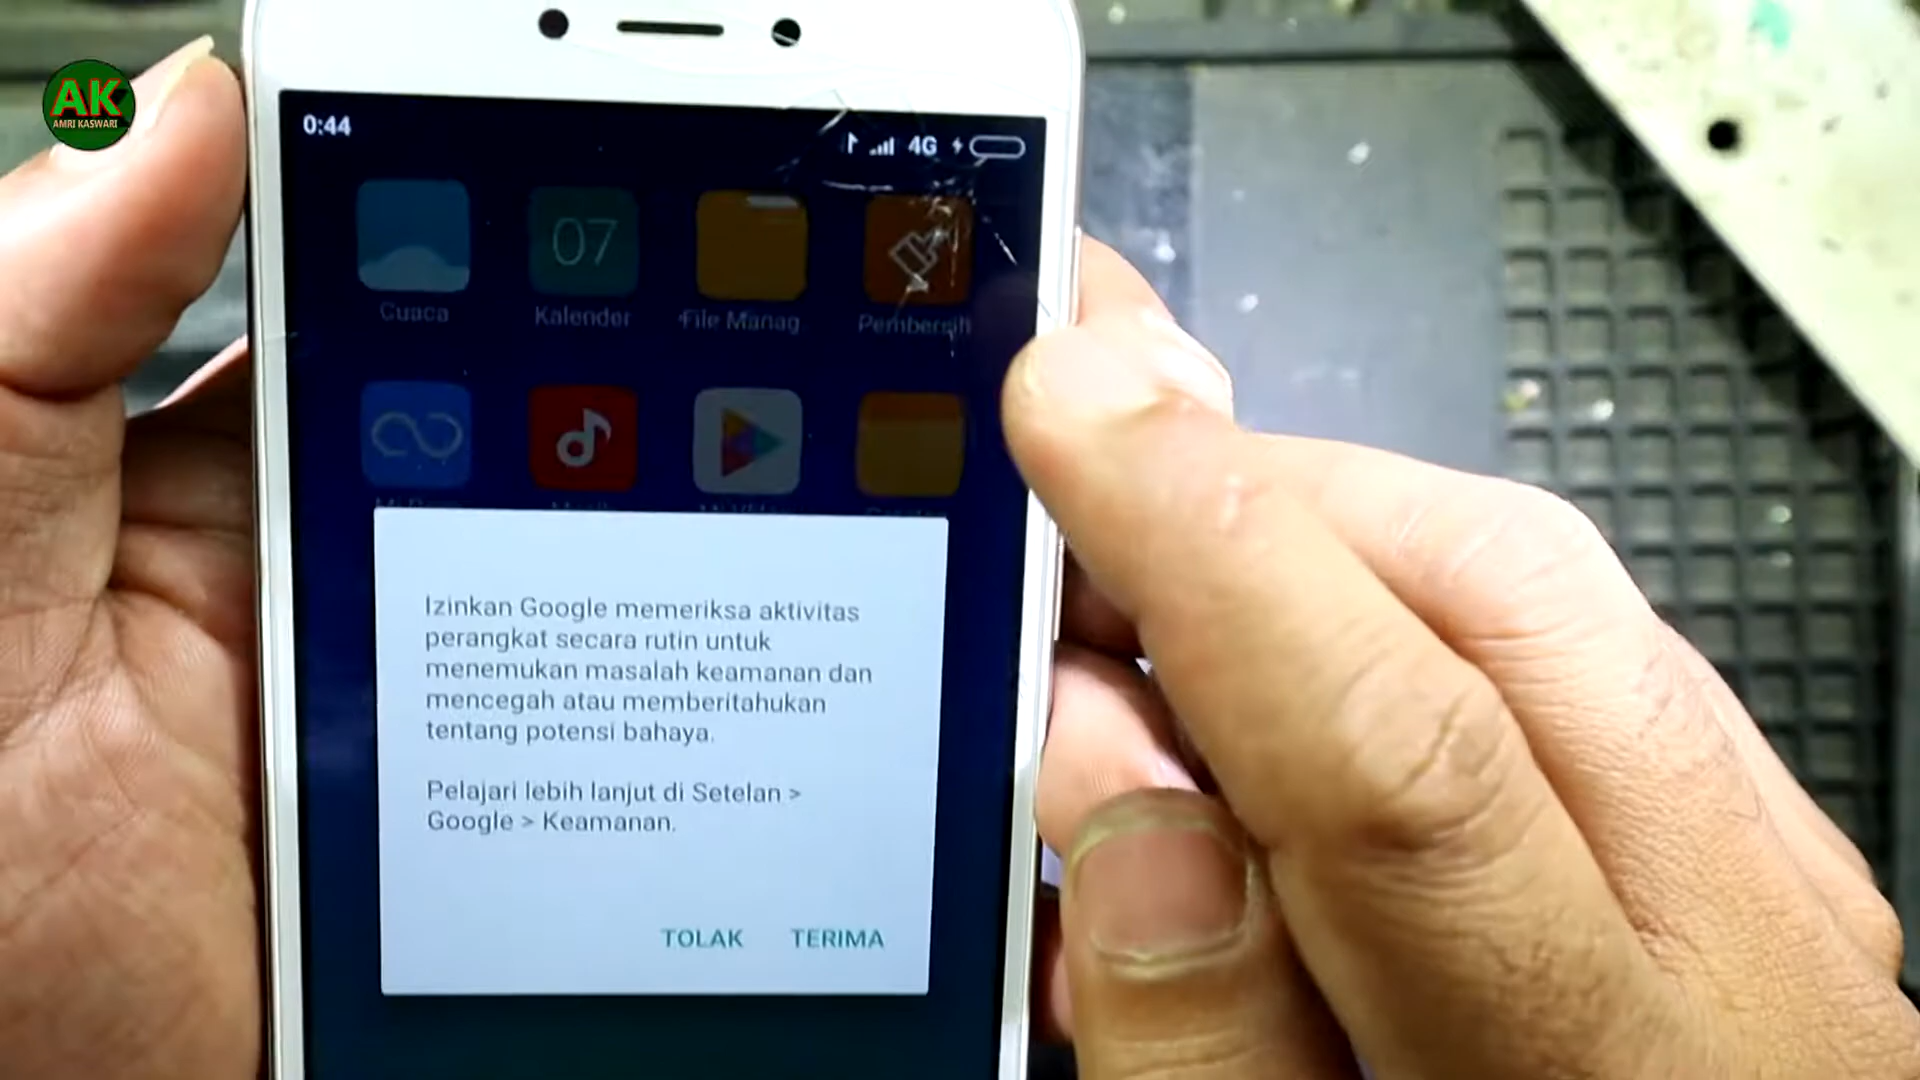 AK
AMRI KASWARI
0:44
4G
07
Cuaca
Kalender
File Manag
Pembersih
Izinkan Google memeriksa aktivitas
perangkat secara rutin untuk
menemukan masalah keamanan dan
mencegah atau memberitahukan
tentang potensi bahaya.
Pelajari lebih lanjut di Setelan >
Google > Keamanan.
TOLAK
TERIMA